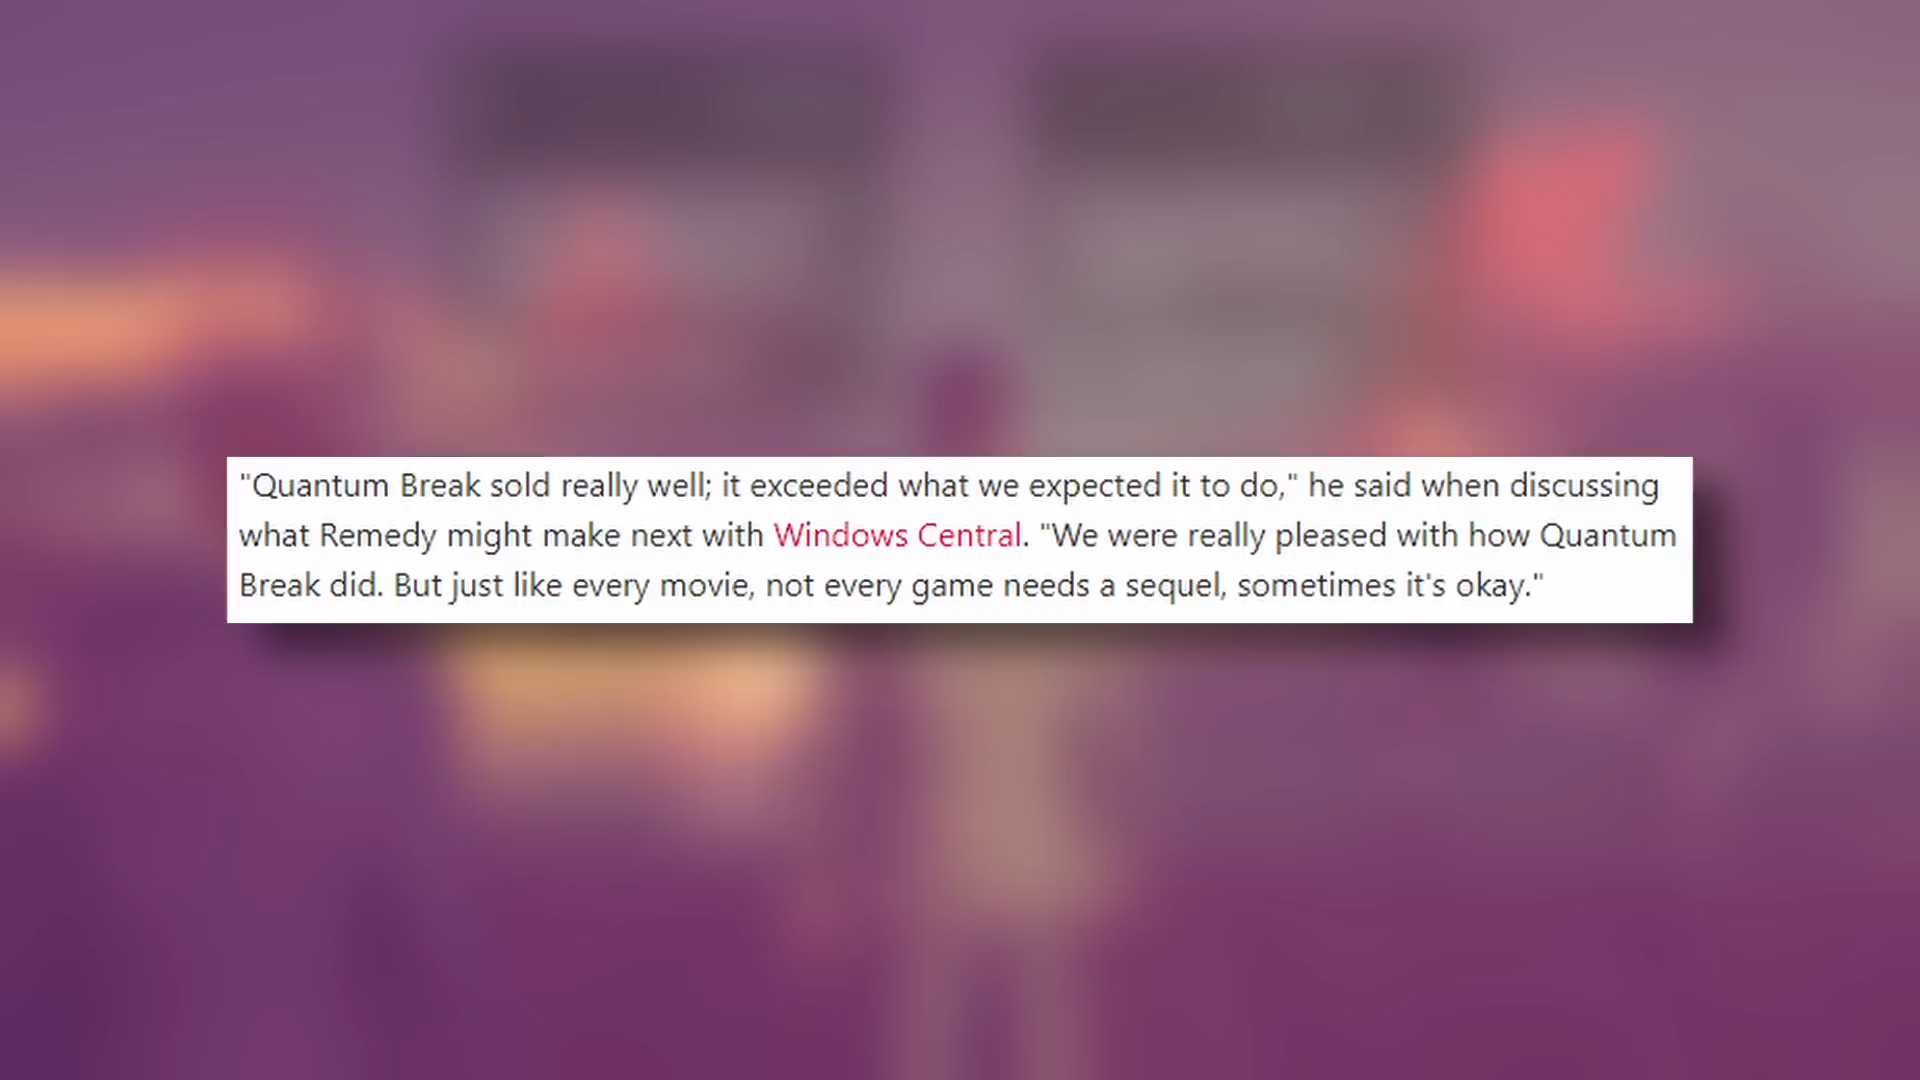 "Quantum Break sold really well; it exceeded what we expected it to do," he said when discussing
what Remedy might make next with Windows Central. "We were really pleased with how Quantum
Break did. But just like every movie, not every game needs a sequel, sometimes it's okay."